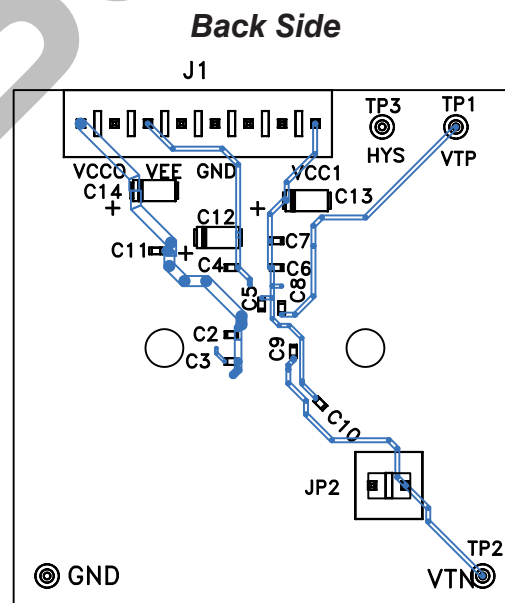 Back Side
J1
TP3
TP1
HYS
VTP
VCCO
VEE
GND
VCC1
C14
+
C13
C12
+
C11
+
C7
C4
C6
C5
C8
C2
C3
C9
C10
JP2
TP2
GND
VTN